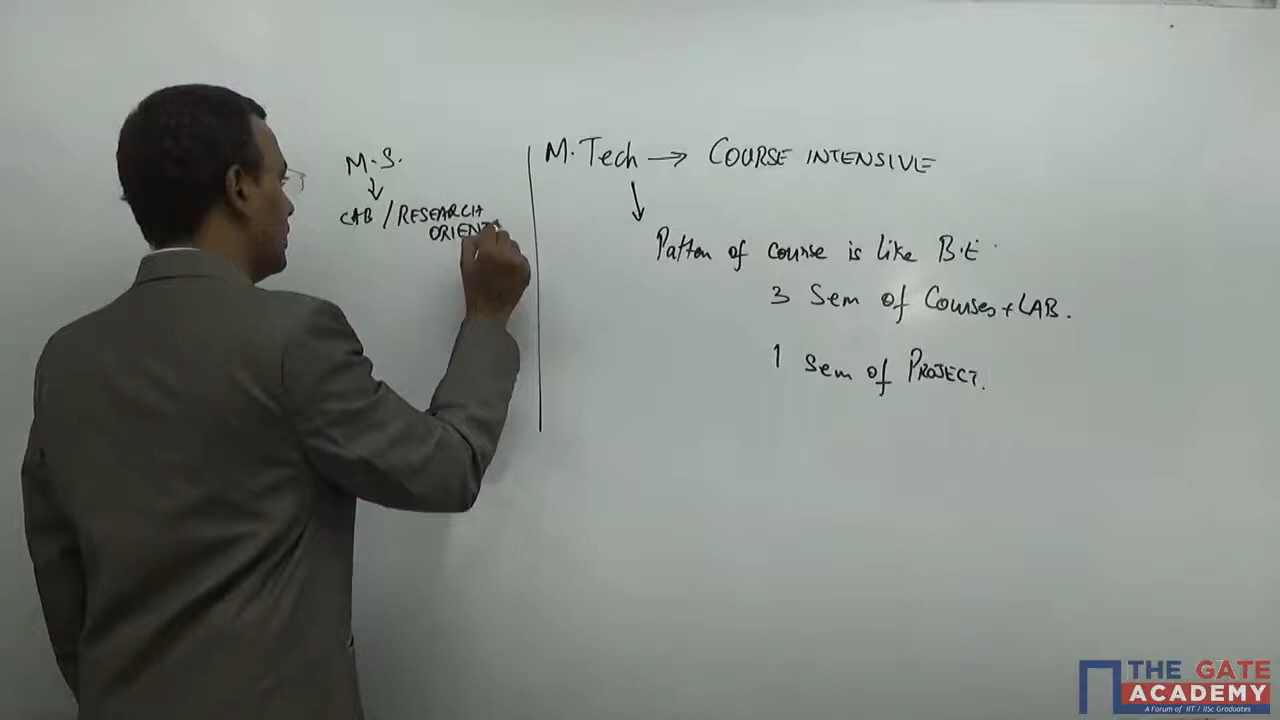 M.S.
LAB / RESEARCH
ORIENT
M.Tech → COURSE INTENSIVE
Pattern of course is like B.E.
3 Sem of Courses + LAB.
1 Sem of PROJECT.
THE GATE
ACADEMY
A Forum of IIT / IISc Graduates